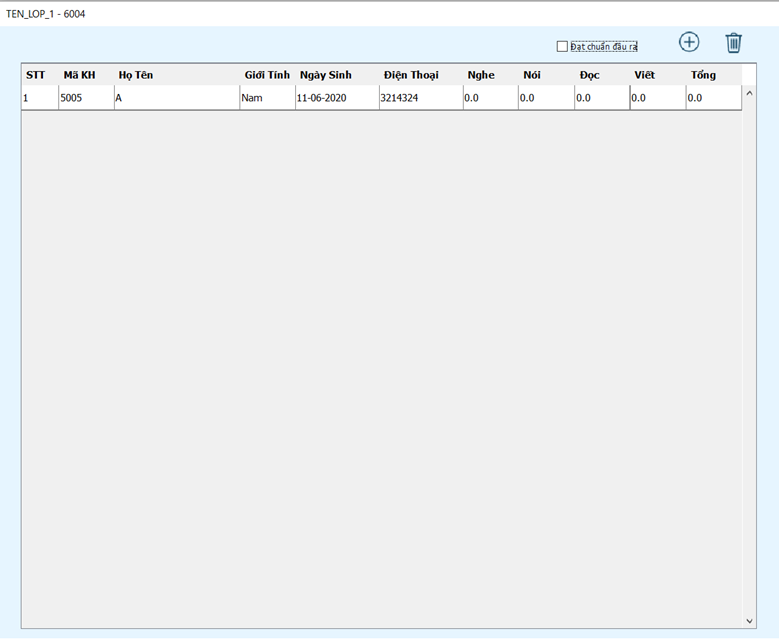 TEN_LOP_1 - 6004
Đạt chuẩn đầu ra
STT Mã KH Họ Tên Giới Tính Ngày Sinh Điện Thoại Nghe Nói Đọc Viết Tổng
1 5005 A Nam 11-06-2020 3214324 0.0 0.0 0.0 0.0 0.0